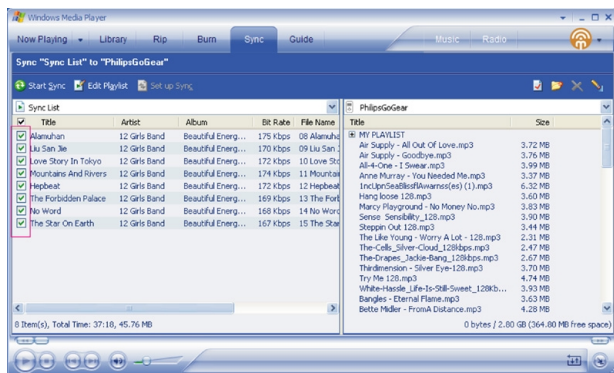 Windows Media Player
Now Playing Library Rip Burn Sync Guide Music Radio
Sync "Sync List" to "PhilipsGoGear"
Start Sync Edit Playlist Set up Sync
Sync List
Title Artist Album Bit Rate File Name
Alamuhan 12 Girls Band Beautiful Energ... 175 Kbps 08 Alamuha
Liu San Jie 12 Girls Band Beautiful Energ... 170 Kbps 09 Liu San
Love Story In Tokyo 12 Girls Band Beautiful Energ... 172 Kbps 10 Love Sto
Mountains And Rivers 12 Girls Band Beautiful Energ... 174 Kbps 11 Mountain
Hepbeat 12 Girls Band Beautiful Energ... 172 Kbps 12 Hepbeat
The Forbidden Palace 12 Girls Band Beautiful Energ... 169 Kbps 13 The Forb
No Word 12 Girls Band Beautiful Energ... 168 Kbps 14 No Word
The Star On Earth 12 Girls Band Beautiful Energ... 167 Kbps 15 The Star
8 Item(s), Total Time: 37:18, 45.76 MB
PhilipsGoGear
Title Size
MY PLAYLIST
Air Supply - All Out Of Love.mp3 3.72 MB
Air Supply - Goodbye.mp3 3.76 MB
All-4-One - I Swear.mp3 3.99 MB
Anne Murray - You Needed Me.mp3 3.37 MB
6.32 MB
Hang loose 128.mp3 3.60 MB
Marcy Playground - No Money No.mp3 3.83 MB
Sense Sensibility_128.mp3 3.90 MB
Steppin Out 128.mp3 3.44 MB
The Like Young - Worry A Lot - 128.mp3 2.31 MB
The-Cells_Silver-Cloud_128kbps.mp3 2.47 MB
The-Drapes_Jackie-Bang_128kbps.mp3 2.67 MB
Thirdimension - Silver Eye-128.mp3 3.70 MB
Try Me 128.mp3 4.74 MB
White-Hassle_Life-Is-Still-Sweet_128Kb... 3.93 MB
Bangles - Eternal Flame.mp3 3.63 MB
Bette Midler - FromA Distance.mp3 4.28 MB
0 bytes / 2.80 GB (364.80 MB free space)